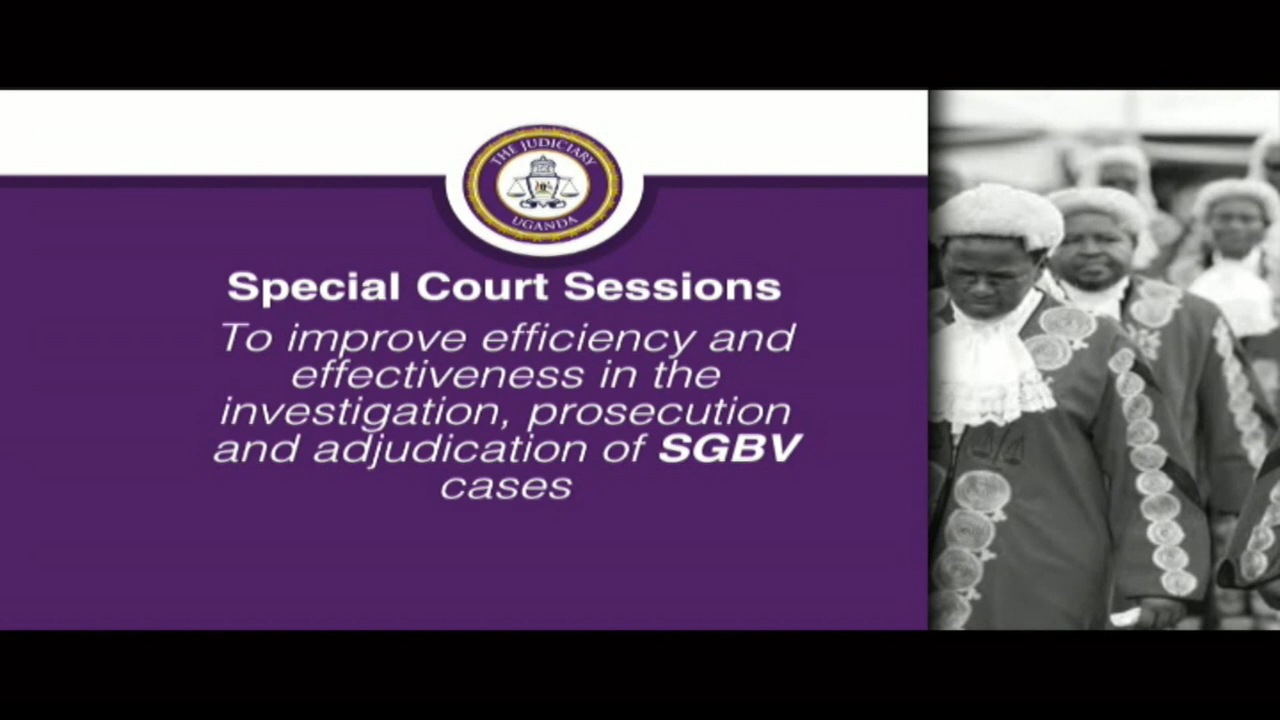 THE JUDICIARY
UGANDA
Special Court Sessions
To improve efficiency and
effectiveness in the
investigation, prosecution
and adjudication of SGBV
cases